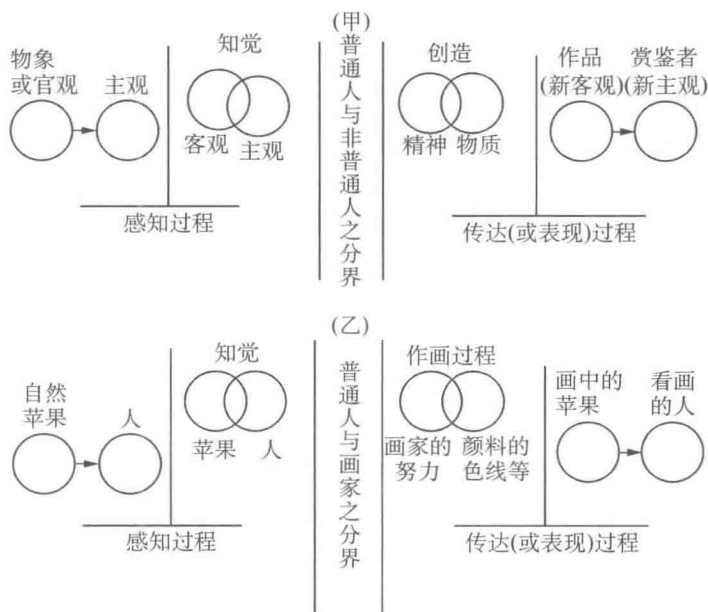 (甲)
物象
或官观
主观
知觉
客观
主观
感知过程
普通人与非普通人之分界
创造
精神
物质
作品
(新客观)
赏鉴者
(新主观)
传达(或表现)过程
(乙)
自然
苹果
人
知觉
苹果
人
感知过程
普通人与画家之分界
作画过程
画家的
努力
颜料的
色线等
画中的
苹果
看画
的人
传达(或表现)过程